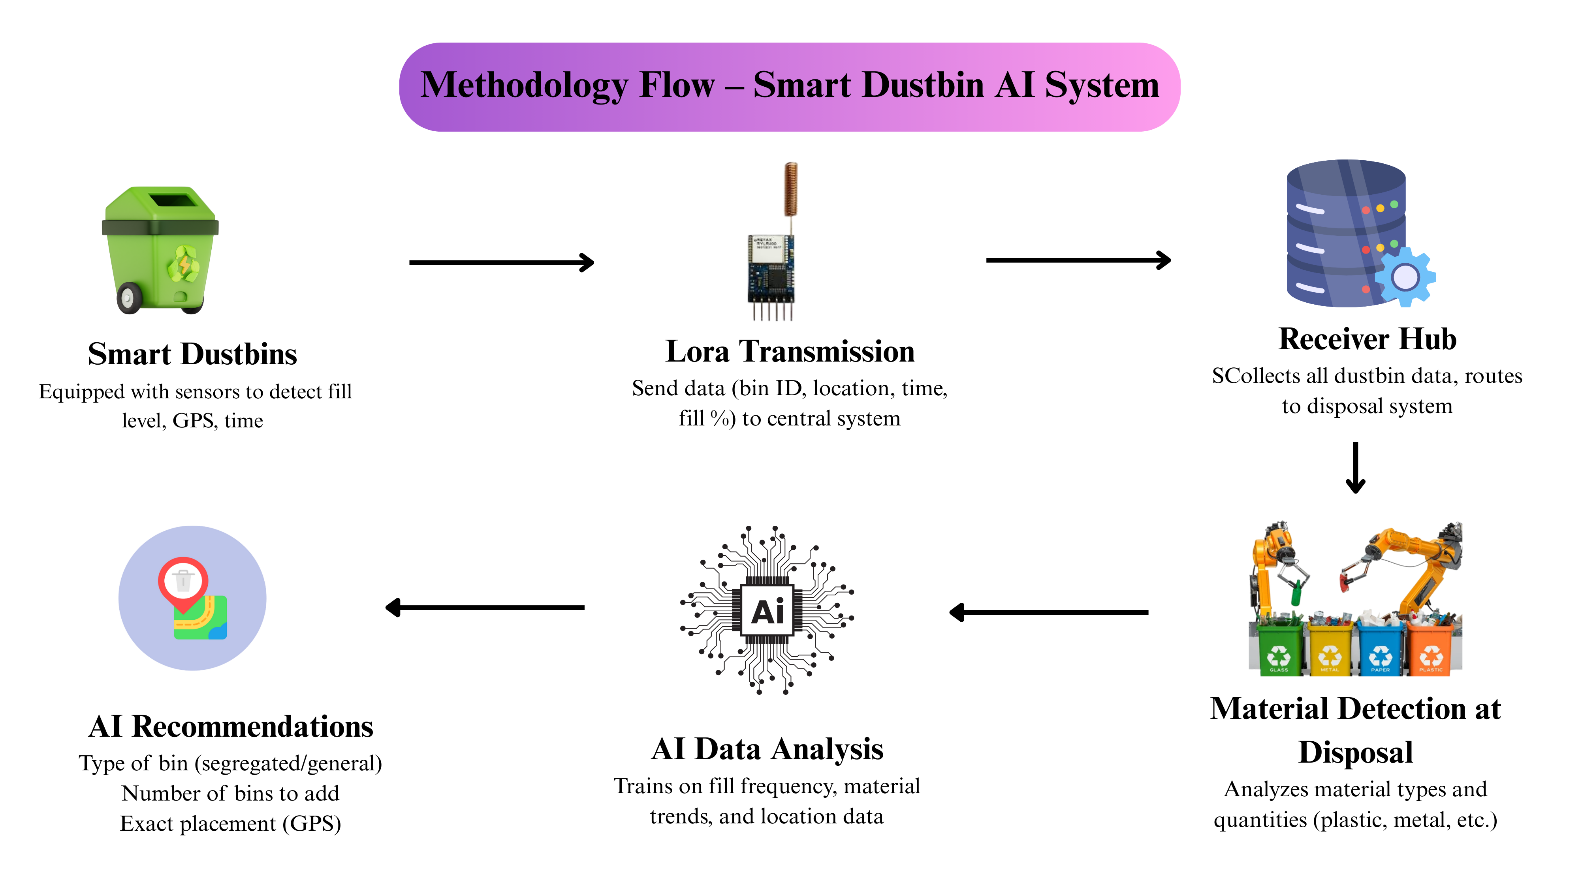 Methodology Flow – Smart Dustbin AI System
Smart Dustbins
Equipped with sensors to detect fill
level, GPS, time
Lora Transmission
Send data (bin ID, location, time,
fill %) to central system
Receiver Hub
SCollects all dustbin data, routes
to disposal system
GLASS
METAL
PAPER
PLASTIC
Material Detection at
Disposal
Analyzes material types and
quantities (plastic, metal, etc.)
Ai
AI Data Analysis
Trains on fill frequency, material
trends, and location data
AI Recommendations
Type of bin (segregated/general)
Number of bins to add
Exact placement (GPS)